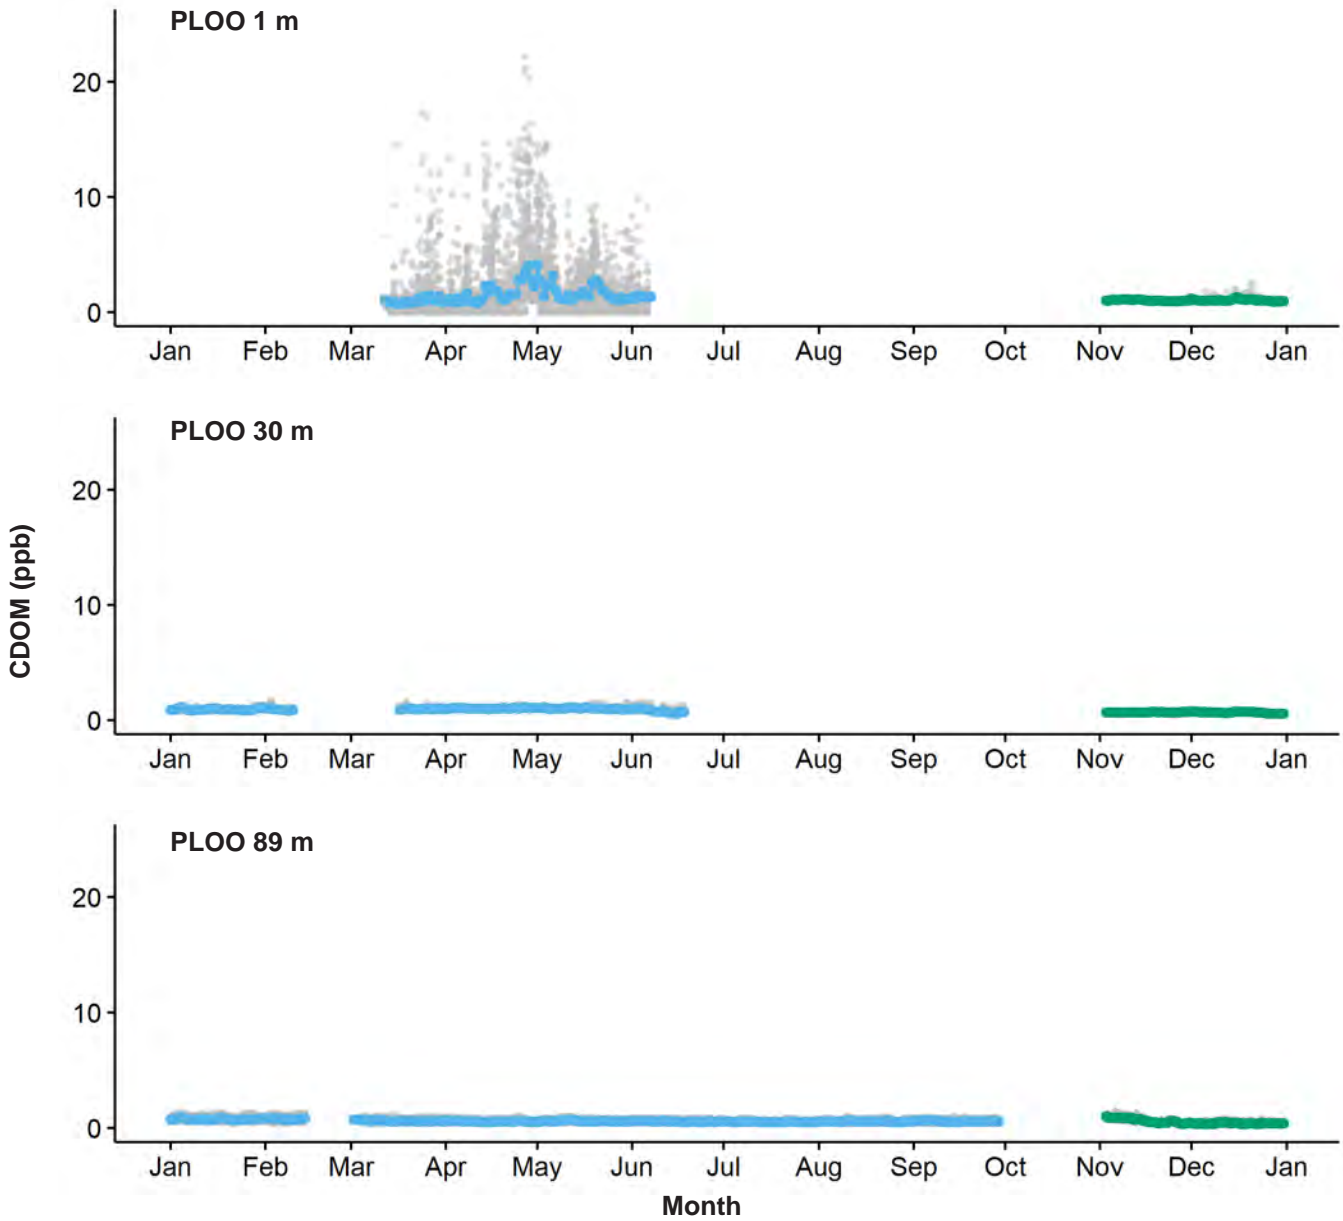 PLOO 1 m
20
10
0
Jan Feb Mar Apr May Jun Jul Aug Sep Oct Nov Dec Jan
PLOO 30 m
20
10
0
Jan Feb Mar Apr May Jun Jul Aug Sep Oct Nov Dec Jan
CDOM (ppb)
PLOO 89 m
20
10
0
Jan Feb Mar Apr May Jun Jul Aug Sep Oct Nov Dec Jan
Month